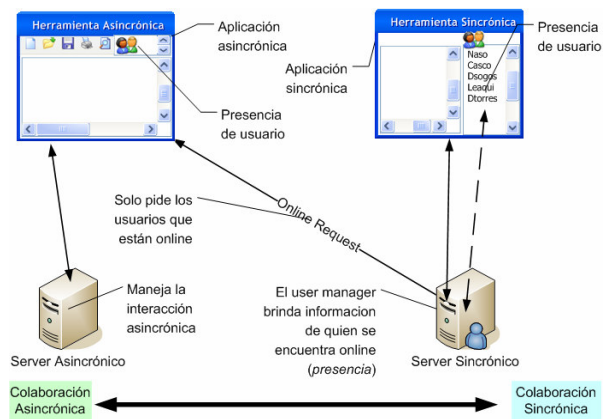 Herramienta Asincrónica
Aplicación
asincrónica
Presencia
de usuario
Herramienta Sincrónica
Naso
Casco
Dsogos
Leaqui
Dtorres
Aplicación
sincrónica
Presencia
de usuario
Solo pide los
usuarios que
están online
Online Request
Maneja la
interacción
asincrónica
El user manager
brinda informacion
de quien se
encuentra online
(presencia)
Server Asincrónico
Server Sincrónico
Colaboración
Asincrónica
Colaboración
Sincrónica